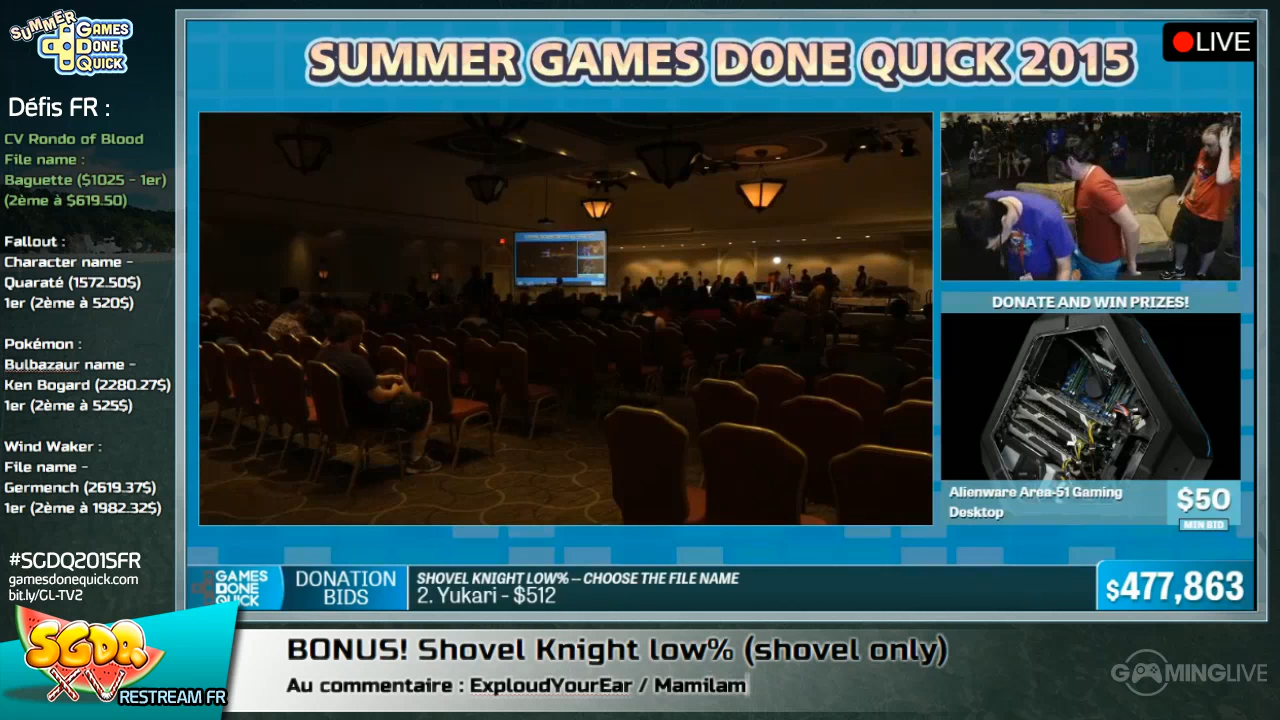 SUMMER
GAMES
DONE
QUICK
Défis FR :
CV Rondo of Blood
File name :
Baguette ($1025 - 1er)
(2ème à $619.50)
Fallout :
Character name -
Quaraté (1572.50$)
1er (2ème à 520$)
Pokémon :
Bulbazaur name -
Ken Bogard (2280.27$)
1er (2ème à 525$)
Wind Waker :
File name -
Germench (2619.37$)
1er (2ème à 1982.32$)
#SGDQ2015FR
gamesdonequick.com
bit.ly/GL-TV2
SGDQ
XV
RESTREAM FR
SUMMER GAMES DONE QUICK 2015
LIVE
DONATE AND WIN PRIZES!
Alienware Area-51 Gaming
Desktop
$50
MIN BID
GAMES
DONE
QUICK
DONATION
BIDS
SHOVEL KNIGHT LOW% -- CHOOSE THE FILE NAME
2. Yukari - $512
$477,863
BONUS! Shovel Knight low% (shovel only)
Au commentaire : ExploudYourEar / Mamilam
GAMINGLIVE